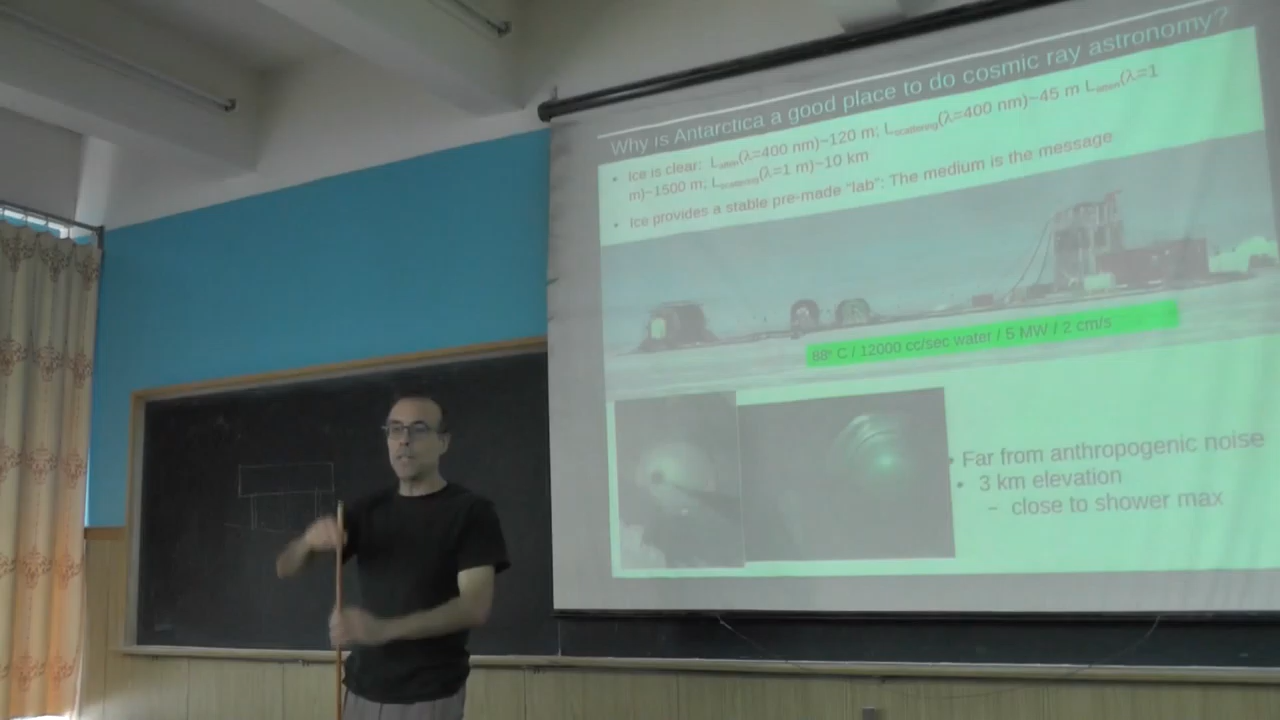 Why is Antarctica a good place to do cosmic ray astronomy?
• Ice is clear: Latten(λ=400 nm)~120 m; Lscattering(λ=400 nm)~45 m Latten(λ=1
m)~1500 m; Lscattering(λ=1 m)~10 km
• Ice provides a stable pre-made “lab”: The medium is the message
88° C / 12000 cc/sec water / 5 MW / 2 cm/s
• Far from anthropogenic noise
• 3 km elevation
– close to shower max